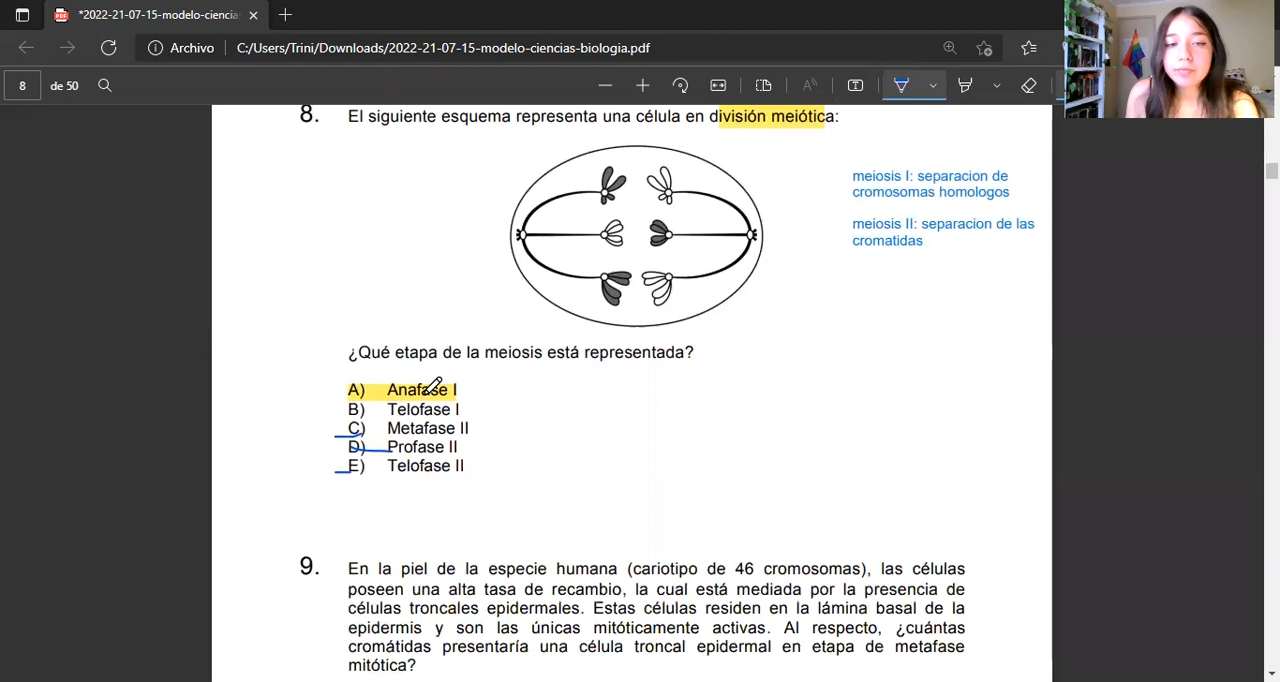 *2022-21-07-15-modelo-ciencia
Archivo
C:/Users/Trini/Downloads/2022-21-07-15-modelo-ciencias-biologia.pdf
8
de 50
8. El siguiente esquema representa una célula en división meiótica:
meiosis I: separacion de
cromosomas homologos
meiosis II: separacion de las
cromatidas
¿Qué etapa de la meiosis está representada?
A) Anafase I
B) Telofase I
C) Metafase II
D) Profase II
E) Telofase II
9. En la piel de la especie humana (cariotipo de 46 cromosomas), las células
poseen una alta tasa de recambio, la cual está mediada por la presencia de
células troncales epidermales. Estas células residen en la lámina basal de la
epidermis y son las únicas mitóticamente activas. Al respecto, ¿cuántas
cromátidas presentaría una célula troncal epidermal en etapa de metafase
mitótica?